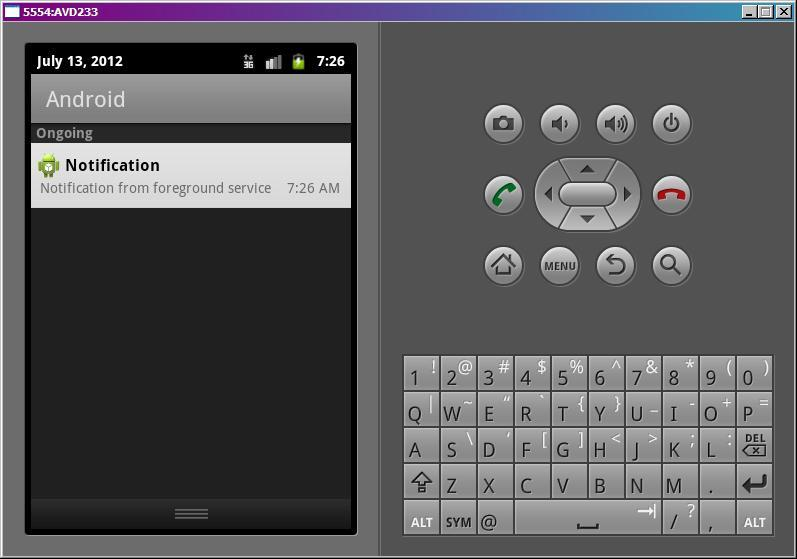 5554:AVD233
July 13, 2012 3G 7:26
Android
Ongoing
Notification
Notification from foreground service 7:26 AM
MENU
1 ! 2 @ 3 # 4 $ 5 % 6 ^ 7 & 8 * 9 ( 0 )
Q | W ~ E “ R ` T { Y } U _ I - O + P =
A S \ D ‘ F [ G ] H < J > K ; L : DEL
Z X C V B N M .
ALT SYM @ / ? , ALT